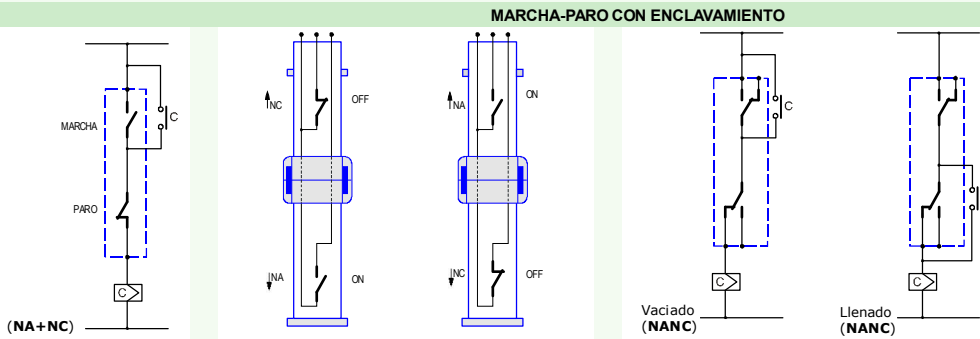 MARCHA-PARO CON ENCLAVAMIENTO
MARCHA
C
PARO
C
(NA+NC)
NC
OFF
NA
ON
NA
ON
NC
OFF
C
C
Vaciado
(NANC)
C
Llenado
(NANC)